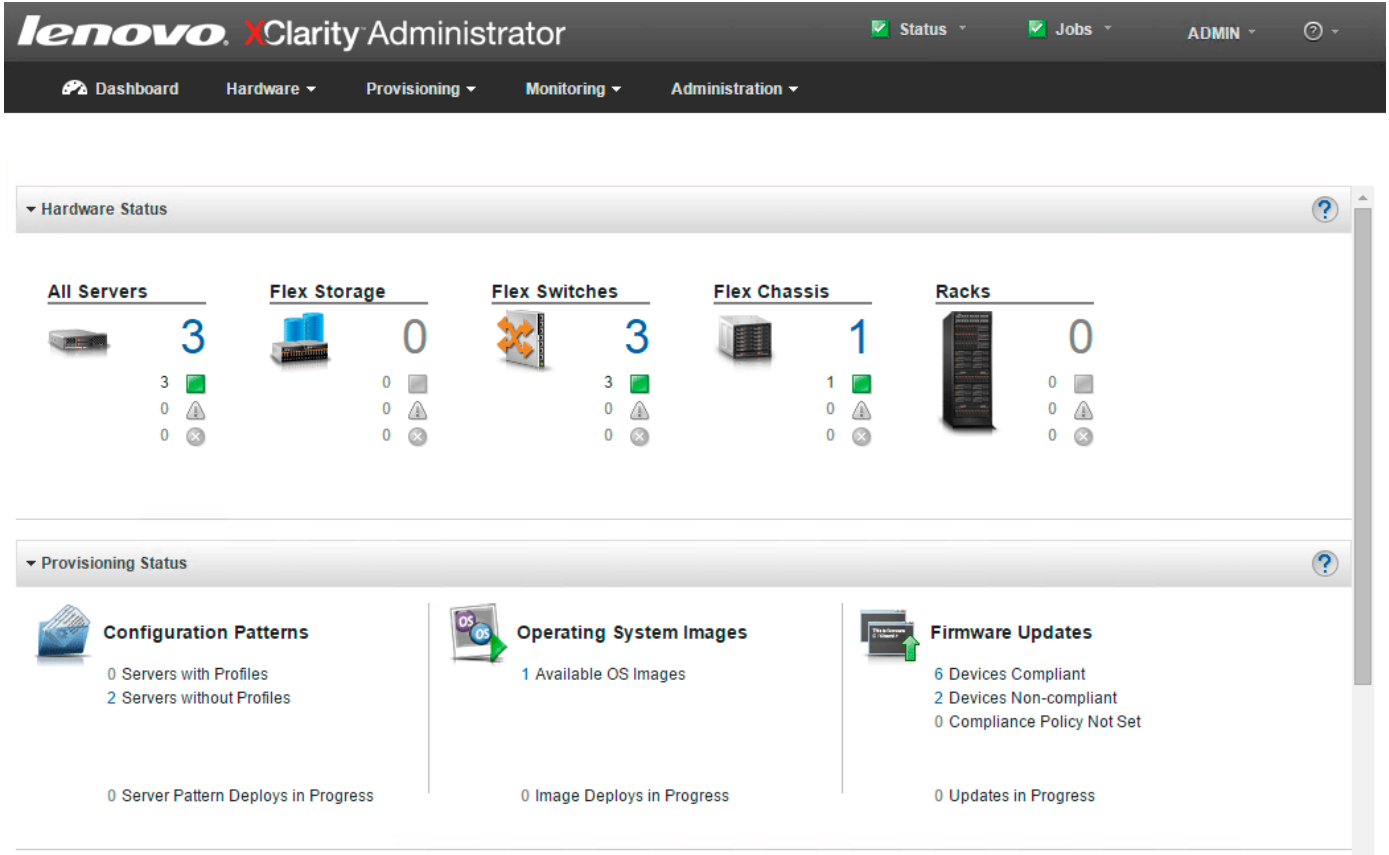 lenovo. XClarity Administrator Status Jobs ADMIN ?
Dashboard Hardware Provisioning Monitoring Administration
Hardware Status ?
All Servers Flex Storage Flex Switches Flex Chassis Racks
3 0 3 1 0
3 0 3 1 0
0 0 0 0 0
0 0 0 0 0
Provisioning Status ?
Configuration Patterns OS OS Operating System Images Firmware Updates
0 Servers with Profiles 1 Available OS Images 6 Devices Compliant
2 Servers without Profiles 2 Devices Non-compliant
0 Compliance Policy Not Set
0 Server Pattern Deploys in Progress 0 Image Deploys in Progress 0 Updates in Progress